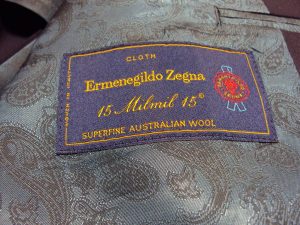 CLOTH
Ermenegildo Zegna
15 Milmil 15©
SUPERFINE AUSTRALIAN WOOL